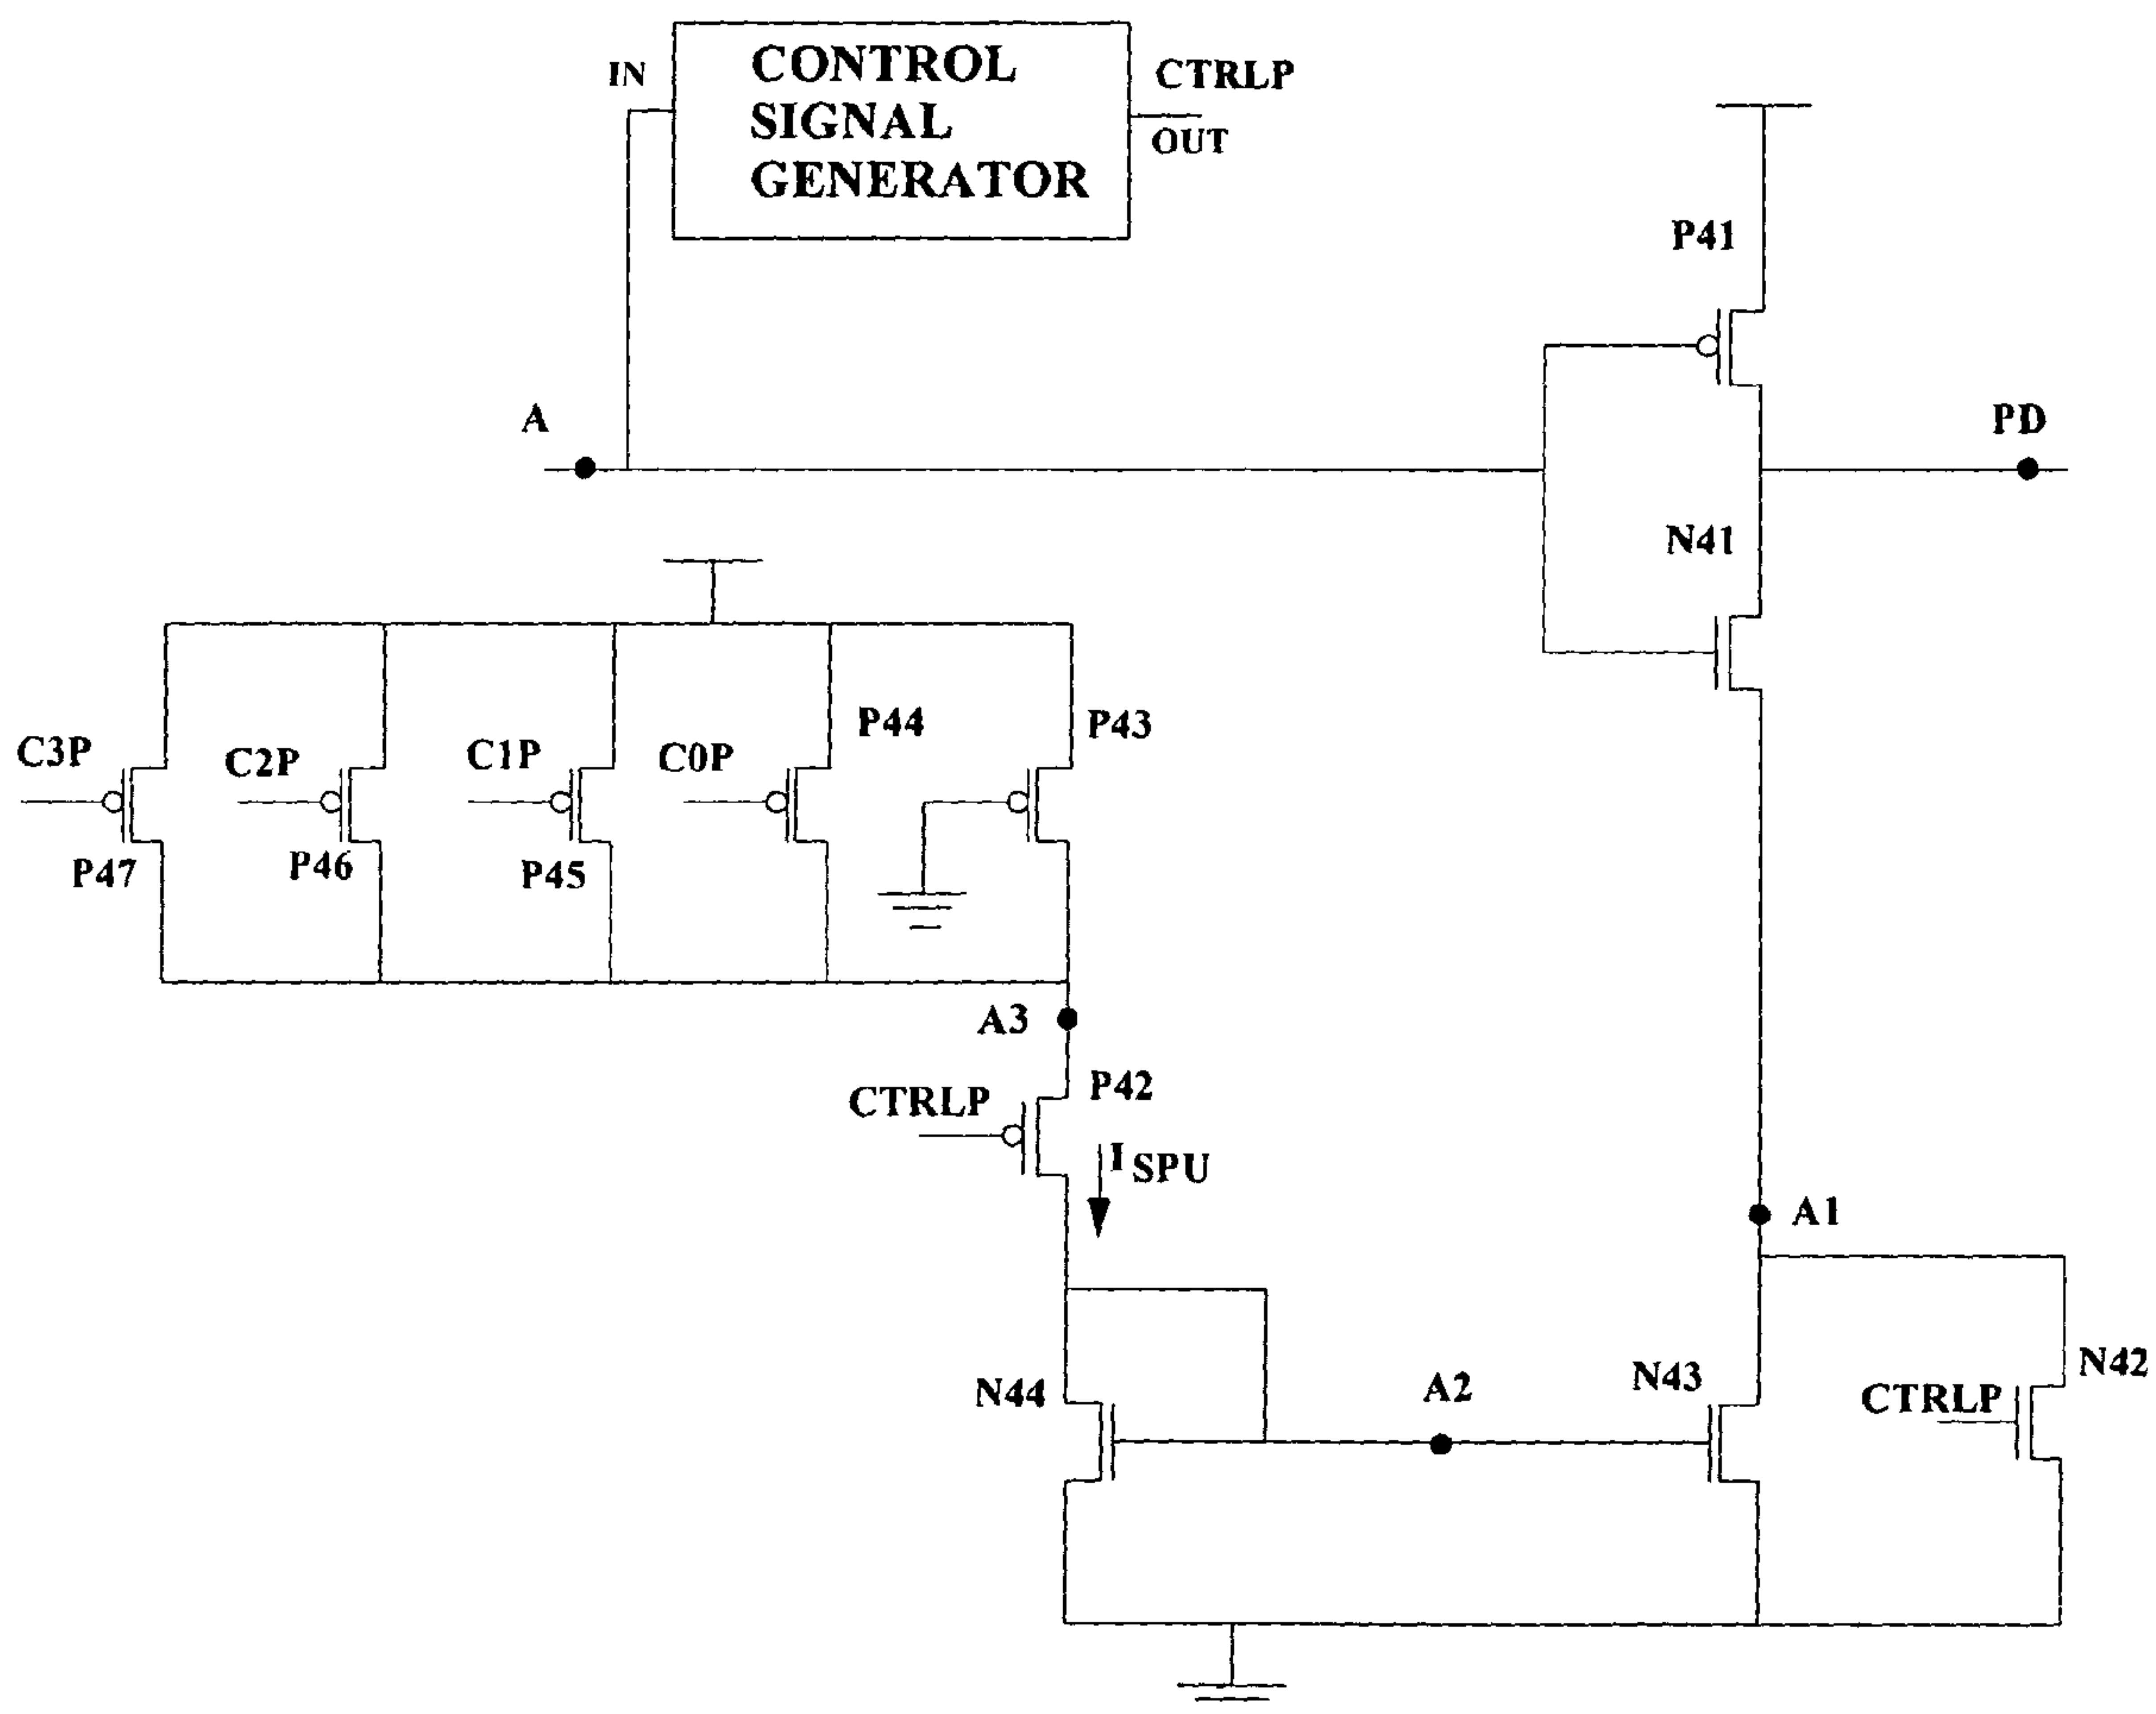 IN
CONTROL
SIGNAL
GENERATOR
CTRLP
OUT
P41
A
PD
N41
P44
P43
C3P
C2P
C1P
C0P
P47
P46
P45
A3
CTRLP
P42
I SPU
A1
N44
A2
N43
N42
CTRLP